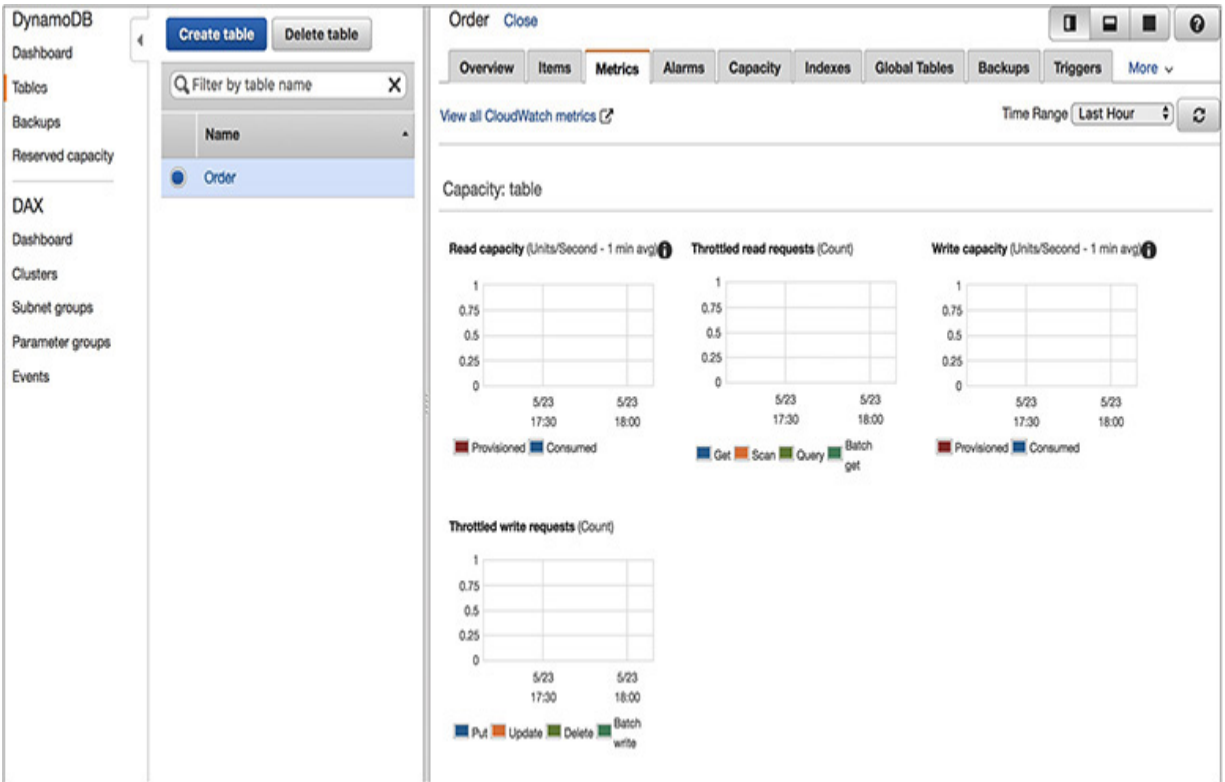 DynamoDB
Dashboard
Tables
Backups
Reserved capacity
DAX
Dashboard
Clusters
Subnet groups
Parameter groups
Events
Create table Delete table
Filter by table name
Name
Order
Order Close
Overview Items Metrics Alarms Capacity Indexes Global Tables Backups Triggers More
View all CloudWatch metrics
Time Range Last Hour
Capacity: table
Read capacity (Units/Second - 1 min avg)
1
0.75
0.5
0.25
0
5/23 5/23
17:30 18:00
Provisioned Consumed
Throttled read requests (Count)
1
0.75
0.5
0.25
0
5/23 5/23
17:30 18:00
Get Scan Query Batch
get
Write capacity (Units/Second - 1 min avg)
1
0.75
0.5
0.25
0
5/23 5/23
17:30 18:00
Provisioned Consumed
Throttled write requests (Count)
1
0.75
0.5
0.25
0
5/23 5/23
17:30 18:00
Put Update Delete Batch
write